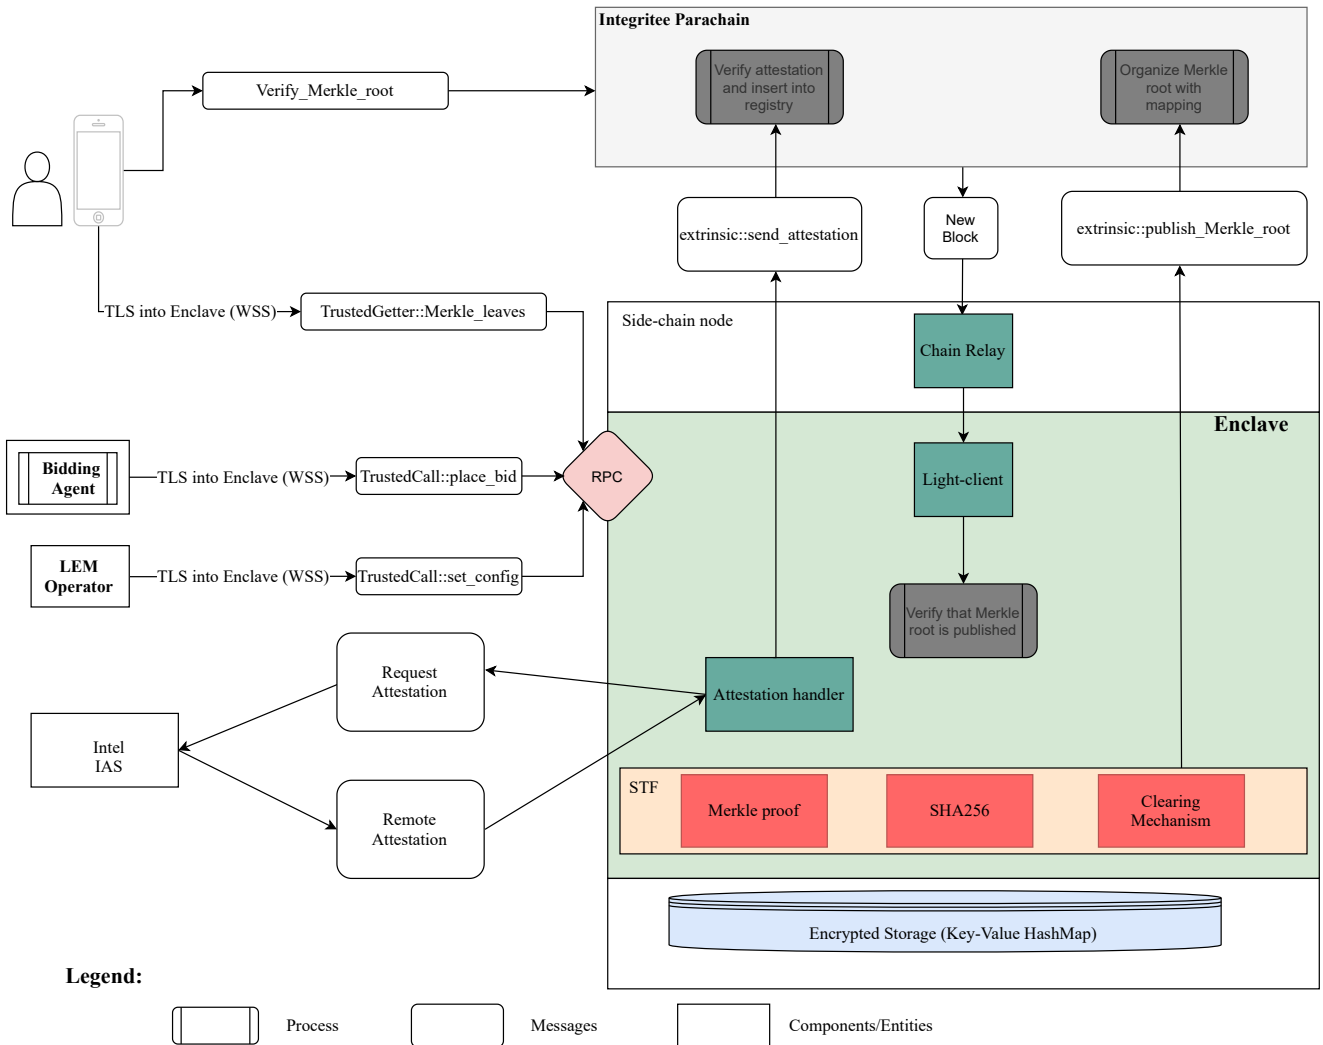 Integritee Parachain
Verify attestation
and insert into
registry
Organize Merkle
root with
mapping
Verify_Merkle_root
extrinsic::send_attestation
New
Block
extrinsic::publish_Merkle_root
TLS into Enclave (WSS)
TrustedGetter::Merkle_leaves
Side-chain node
Chain Relay
Enclave
Bidding
Agent
TLS into Enclave (WSS)
TrustedCall::place_bid
RPC
Light-client
LEM
Operator
TLS into Enclave (WSS)
TrustedCall::set_config
Verify that Merkle
root is published
Request
Attestation
Attestation handler
Intel
IAS
Remote
Attestation
STF
Merkle proof
SHA256
Clearing
Mechanism
Encrypted Storage (Key-Value HashMap)
Legend:
Process
Messages
Components/Entities